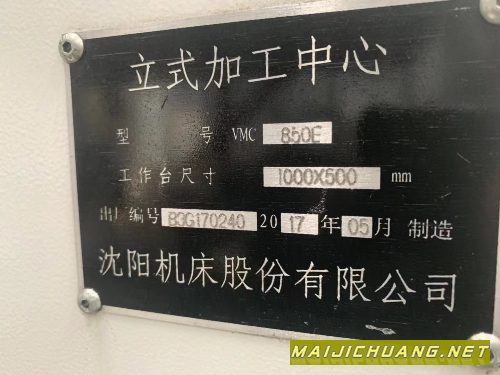 立式加工中心
型 号 VMC 850E
工作台尺寸 1000X500 mm
出厂编号 B3G170240 2017年05月 制造
沈阳机床股份有限公司
MAIJICHUANG.NET